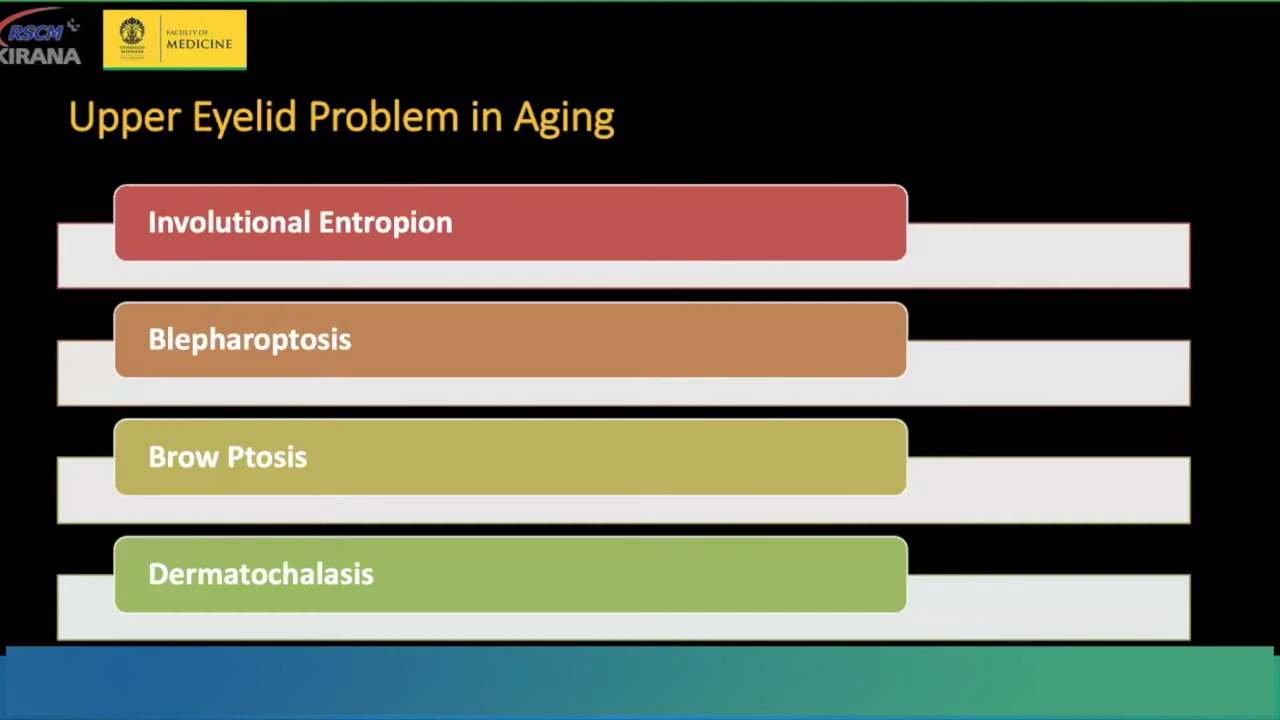 RSCM
KIRANA
FACULTY OF
MEDICINE
Upper Eyelid Problem in Aging
Involutional Entropion
Blepharoptosis
Brow Ptosis
Dermatochalasis